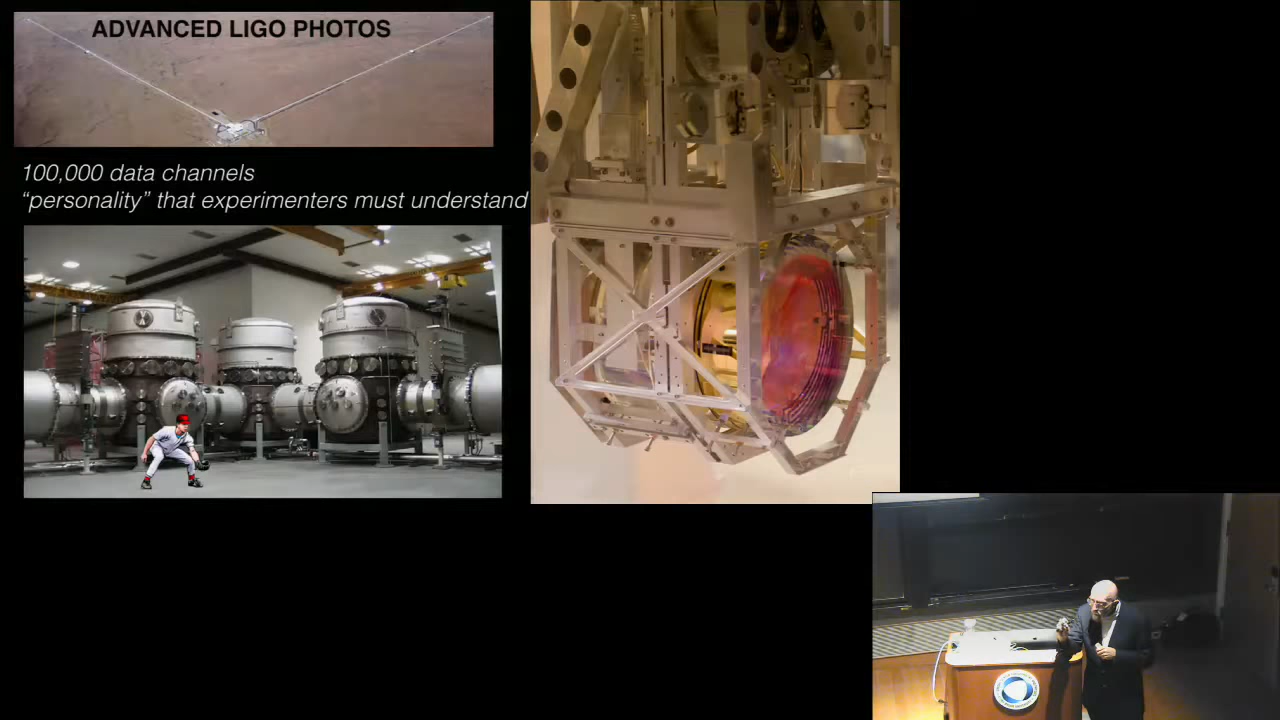 ADVANCED LIGO PHOTOS
100,000 data channels
“personality” that experimenters must understand